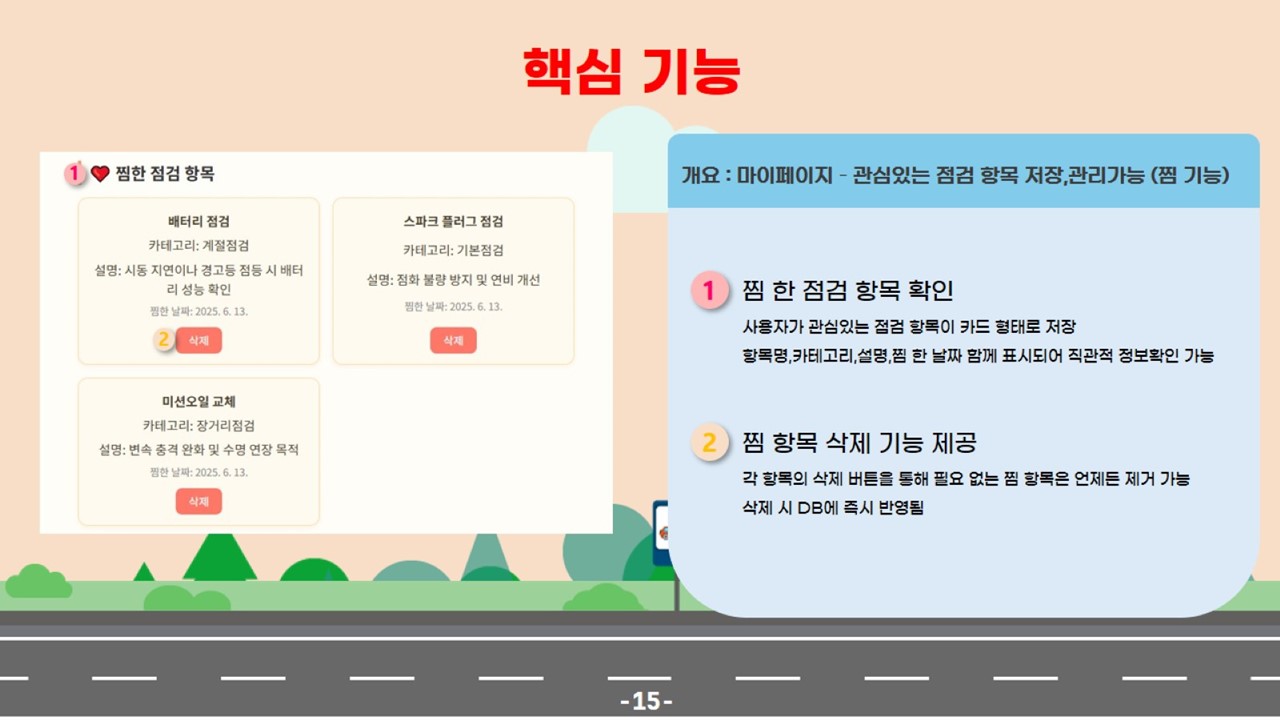 핵심 기능
1 ❤ 찜한 점검 항목
배터리 점검
카테고리: 계절점검
설명: 시동 지연이나 경고등 점등 시 배터
리 성능 확인
찜한 날짜: 2025. 6. 13.
2 삭제
스파크 플러그 점검
카테고리: 기본점검
설명: 점화 불량 방지 및 연비 개선
찜한 날짜: 2025. 6. 13.
삭제
미션오일 교체
카테고리: 장거리점검
설명: 변속 충격 완화 및 수명 연장 목적
찜한 날짜: 2025. 6. 13.
삭제
개요 : 마이페이지 - 관심있는 점검 항목 저장,관리가능 (찜 기능)
1 찜 한 점검 항목 확인
사용자가 관심있는 점검 항목이 카드 형태로 저장
항목명,카테고리,설명,찜 한 날짜 함께 표시되어 직관적 정보확인 가능
2 찜 항목 삭제 기능 제공
각 항목의 삭제 버튼을 통해 필요 없는 찜 항목은 언제든 제거 가능
삭제 시 DB에 즉시 반영됨
-15-